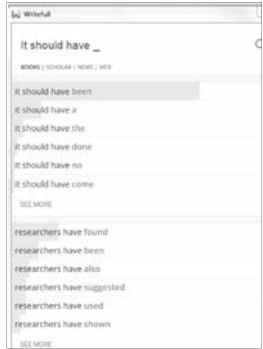 Writefull
It should have _
BOOKS | SCHOLAR | NEWS | WEB
it should have been
it should have a
it should have the
it should have done
it should have no
it should have come
SEE MORE
researchers have found
researchers have been
researchers have also
researchers have suggested
researchers have used
researchers have shown
SEE MORE